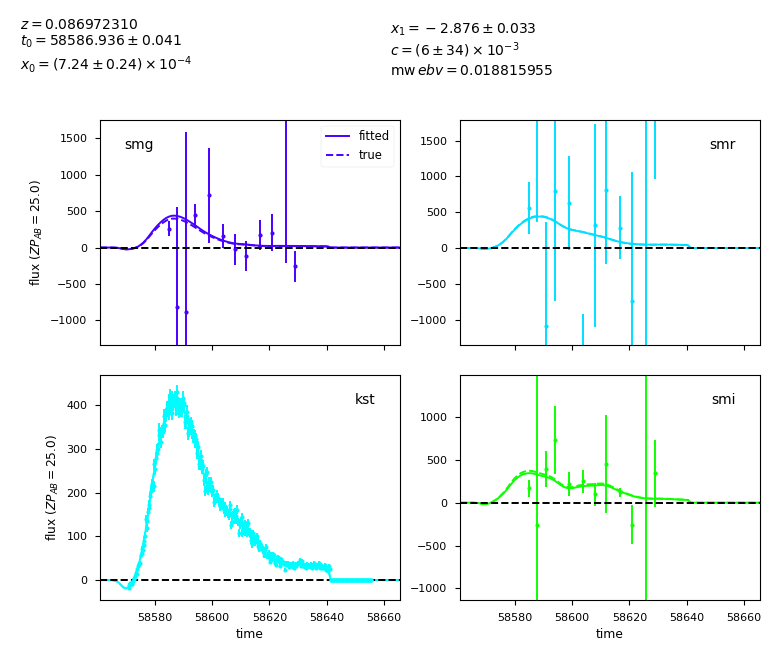 z = 0.086972310
t₀ = 58586.936 ± 0.041
x₀ = (7.24 ± 0.24) × 10⁻⁴
x₁ = −2.876 ± 0.033
c = (6 ± 34) × 10⁻³
mw ebv = 0.018815955
smg
fitted
true
1500
1000
500
0
−500
−1000
flux (ZP_AB = 25.0)
smr
1500
1000
500
0
−500
−1000
kst
400
300
200
100
0
flux (ZP_AB = 25.0)
58580 58600 58620 58640 58660
time
smi
1000
500
0
−500
−1000
58580 58600 58620 58640 58660
time